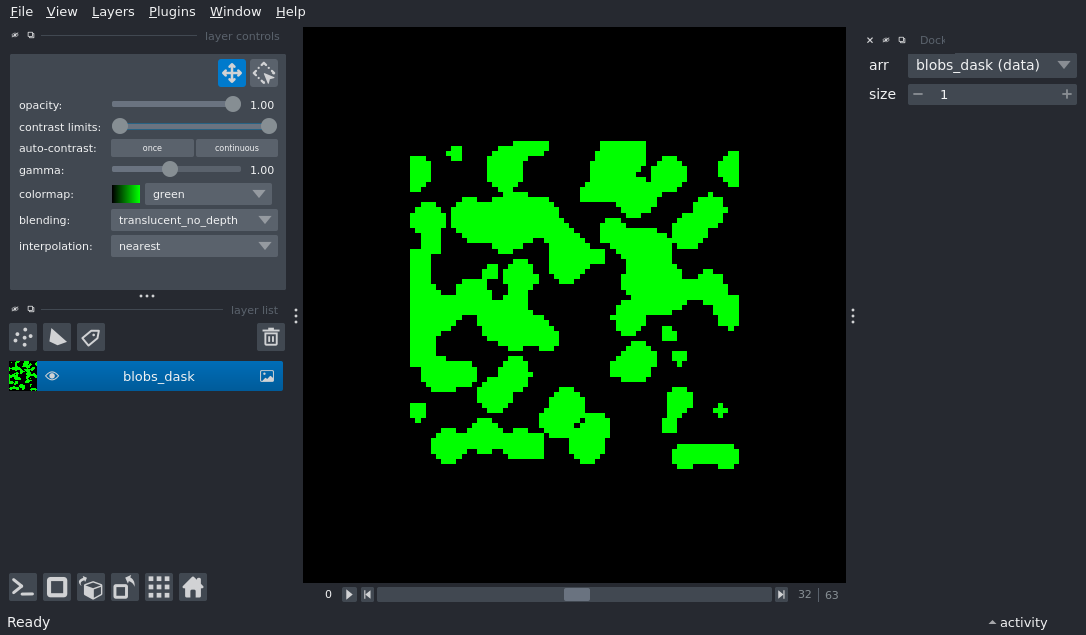 File View Layers Plugins Window Help
layer controls
opacity: 1.00
contrast limits:
auto-contrast: once continuous
gamma: 1.00
colormap: green
blending: translucent_no_depth
interpolation: nearest
layer list
blobs_dask
0 32 63
Dock
arr blobs_dask (data)
size 1
Ready
activity